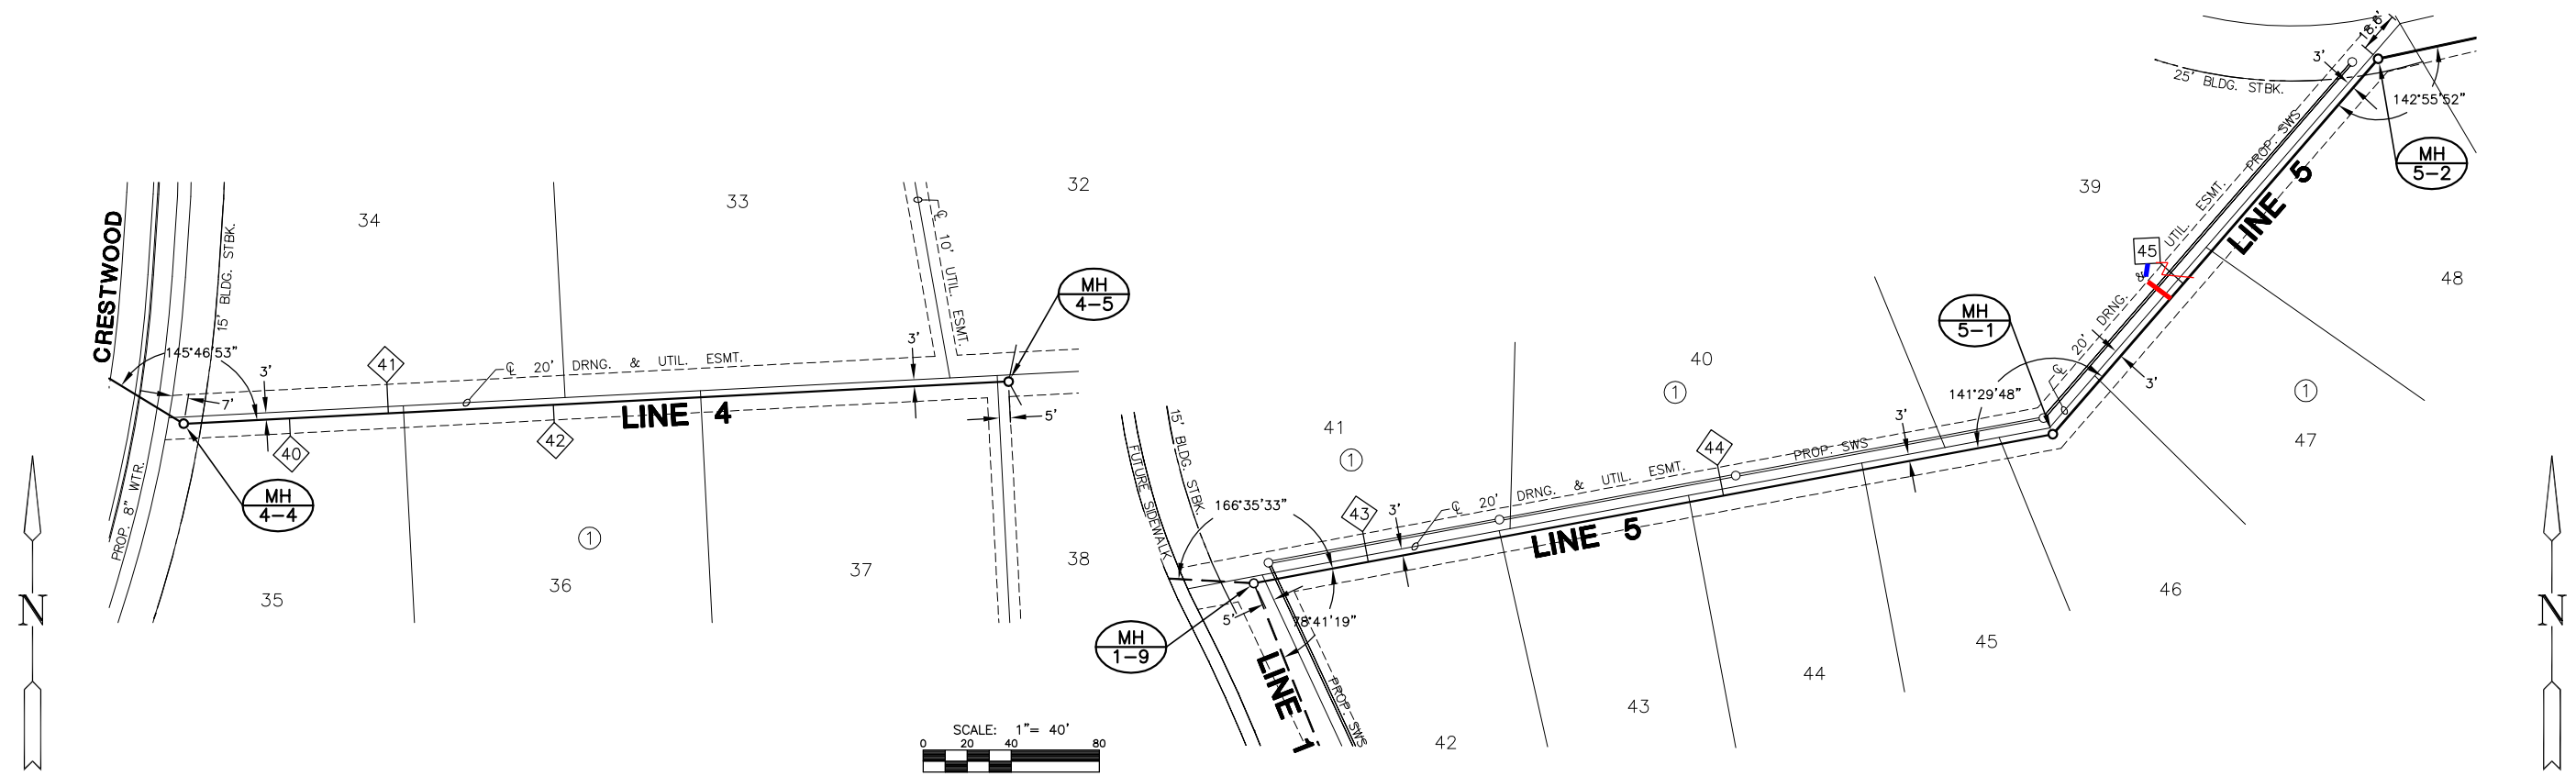 CRESTWOOD
PROP. 8" WTR.
15' BLDG. STBK.
34
33
32
145°46'53"
3'
7'
41
40
42
℄ 20' DRNG. & UTIL. ESMT.
℄ 10' UTIL. ESMT.
3'
5'
LINE 4
MH
4-4
MH
4-5
1
35
36
37
38
N
SCALE: 1"= 40'
0 20 40 80
FUTURE SIDEWALK
15' BLDG. STBK.
41
1
166°35'33"
43
3'
℄ 20' DRNG. & UTIL. ESMT.
PROP. SWS
44
40
1
3'
LINE 5
MH
1-9
5'
78°41'19"
LINE 1
PROP. SWS
42
43
44
45
46
47
1
48
39
MH
5-1
141°29'48"
℄ 20' DRNG. & UTIL. ESMT.
PROP. SWS
3'
45
LINE 5
25' BLDG. STBK.
3'
18.6'
142°55'52"
MH
5-2
N